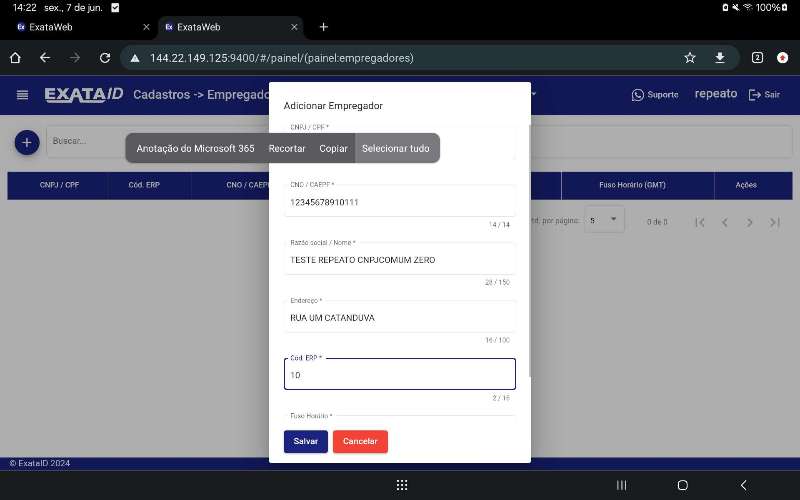 14:22 sex., 7 de jun. 100%
ExataWeb
ExataWeb
144.22.149.125:9400/#/painel/(painel:empregadores)
2
EXATAID Cadastros -> Empregado
Suporte repeato Sair
Adicionar Empregador
Buscar...
CNPJ / CPF *
Anotação do Microsoft 365 Recortar Copiar Selecionar tudo
CNPJ / CPF Cód. ERP CNO / CAEPF Fuso Horário (GMT) Ações
CNO / CAEPF *
12345678910111
14 / 14
por página: 5 0 de 0
Razão social / Nome *
TESTE REPEATO CNPJCOMUM ZERO
28 / 150
Endereço *
RUA UM CATANDUVA
16 / 100
Cód. ERP *
10
2 / 16
Fuso Horário *
Salvar Cancelar
© ExataID 2024